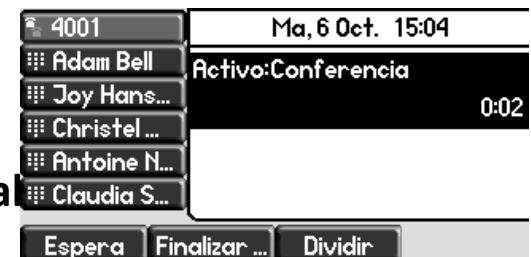 4001
Ma, 6 Oct. 15:04
Adam Bell
Joy Hans...
Christel ...
Antoine N...
Claudia S...
Activo:Conferencia
0:02
al
Espera
Finalizar ...
Dividir